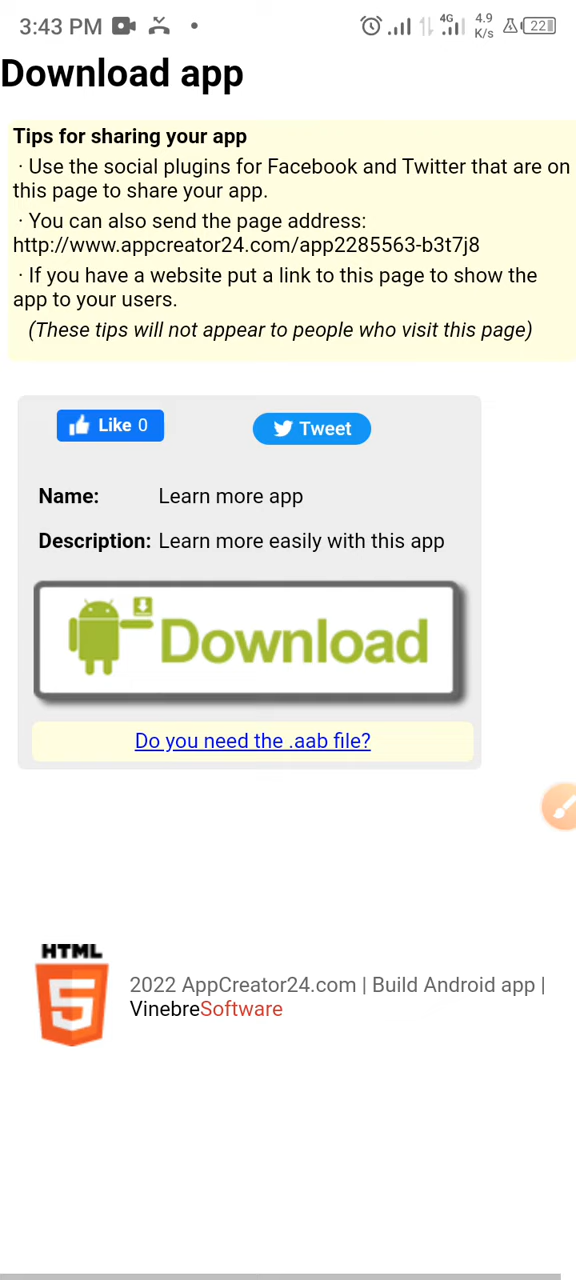 3:43 PM 4G 4.9 K/s 22
Download app
Tips for sharing your app
· Use the social plugins for Facebook and Twitter that are on
this page to share your app.
· You can also send the page address:
http://www.appcreator24.com/app2285563-b3t7j8
· If you have a website put a link to this page to show the
app to your users.
(These tips will not appear to people who visit this page)
Like 0 Tweet
Name: Learn more app
Description: Learn more easily with this app
Download
Do you need the .aab file?
HTML
5
2022 AppCreator24.com | Build Android app |
VinebreSoftware